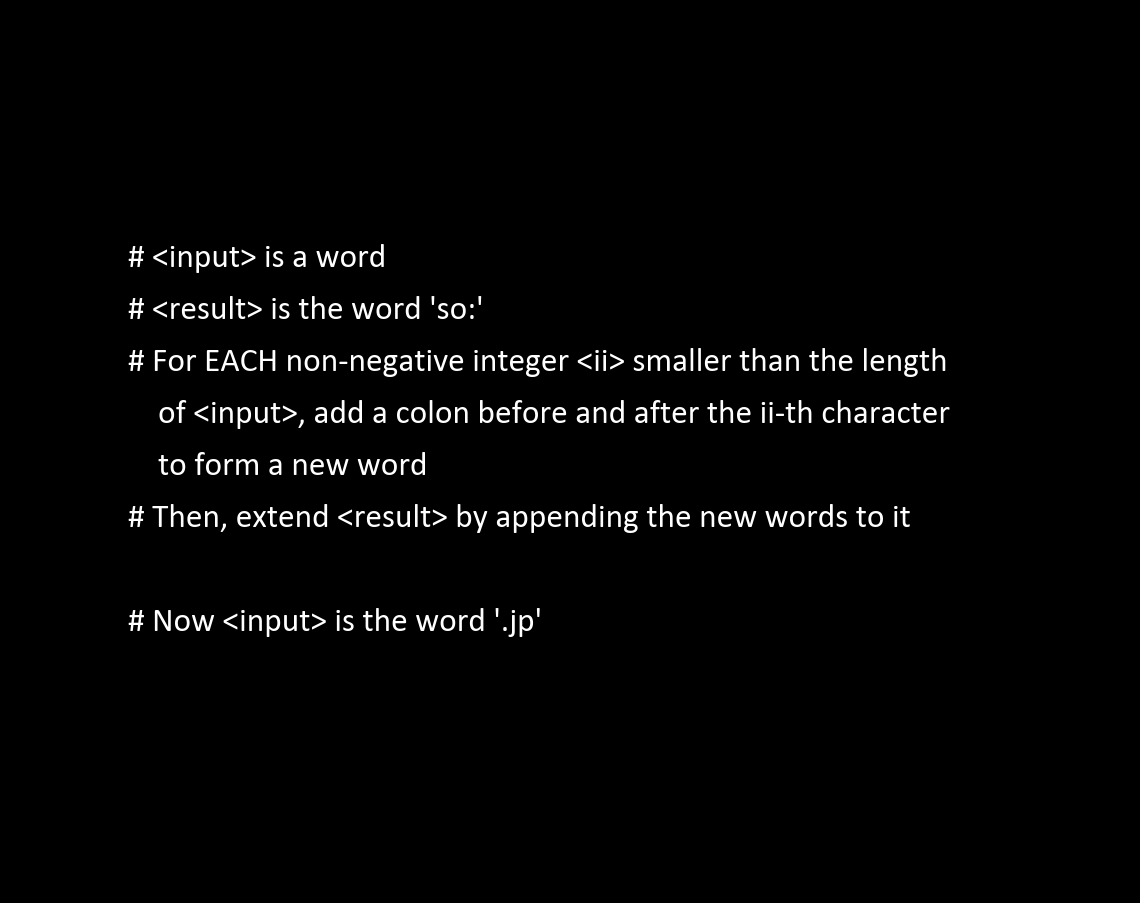 # <input> is a word
# <result> is the word 'so:'
# For EACH non-negative integer <ii> smaller than the length
of <input>, add a colon before and after the ii-th character
to form a new word
# Then, extend <result> by appending the new words to it
# Now <input> is the word '.jp'